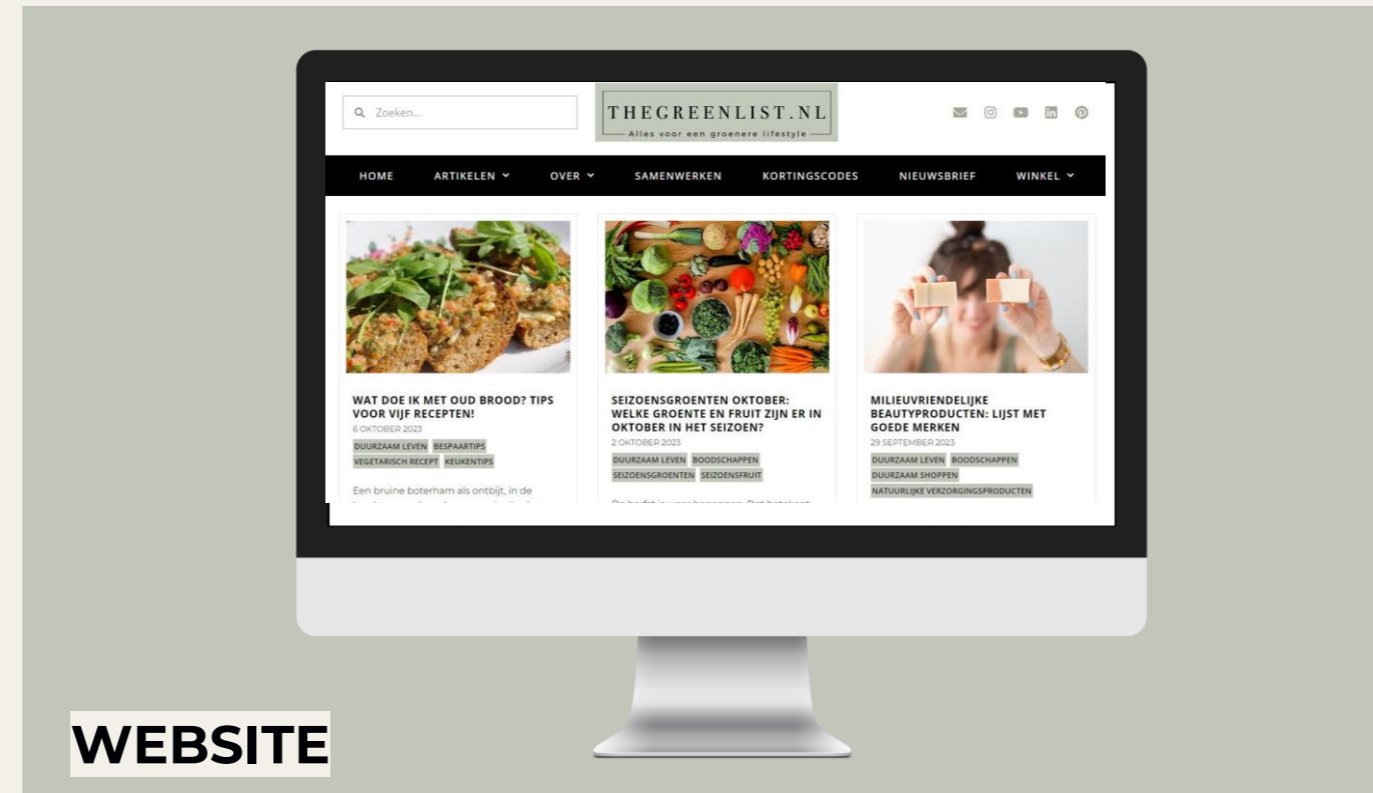 Zoeken...
THEGREENLIST.NL
Alles voor een groenere lifestyle
HOME ARTIKELEN OVER SAMENWERKEN KORTINGSCODES NIEUWSBRIEF WINKEL
WAT DOE IK MET OUD BROOD? TIPS
VOOR VIJF RECEPTEN!
6 OKTOBER 2023
DUURZAAM LEVEN BESPAARTIPS
VEGETARISCH RECEPT KEUKENTIPS
Een bruine boterham als ontbijt, in de
SEIZOENSGROENTEN OKTOBER:
WELKE GROENTE EN FRUIT ZIJN ER IN
OKTOBER IN HET SEIZOEN?
2 OKTOBER 2023
DUURZAAM LEVEN BOODSCHAPPEN
SEIZOENSGROENTEN SEIZOENSFRUIT
MILIEUVRIENDELIJKE
BEAUTYPRODUCTEN: LIJST MET
GOEDE MERKEN
29 SEPTEMBER 2023
DUURZAAM LEVEN BOODSCHAPPEN
DUURZAAM SHOPPEN
NATUURLIJKE VERZORGINGSPRODUCTEN
WEBSITE